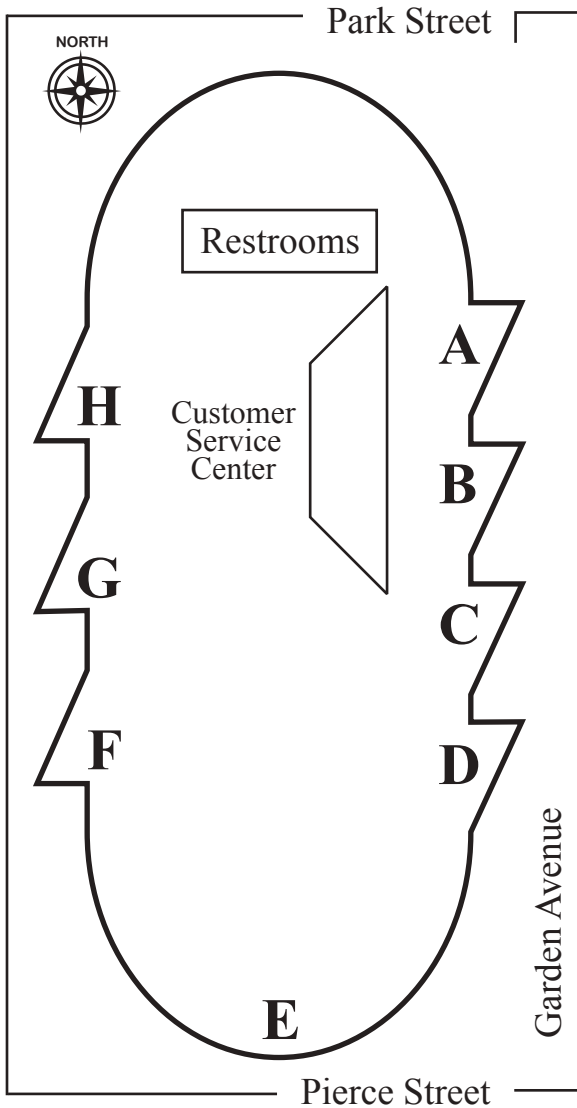 Park Street
NORTH
Restrooms
A
H
Customer
Service
Center
B
G
C
F
D
Garden Avenue
E
Pierce Street